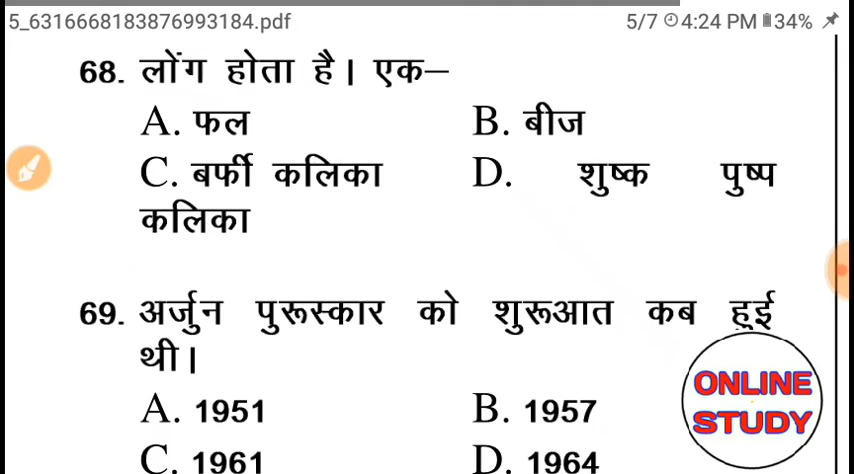 5_6316668183876993184.pdf 5/7 4:24 PM 34%
68. लोंग होता है। एक–
A. फल B. बीज
C. बर्फी कलिका D. शुष्क पुष्प
कलिका
69. अर्जुन पुरूस्कार को शुरूआत कब हुई
थी।
A. 1951 B. 1957
C. 1961 D. 1964
ONLINE
STUDY